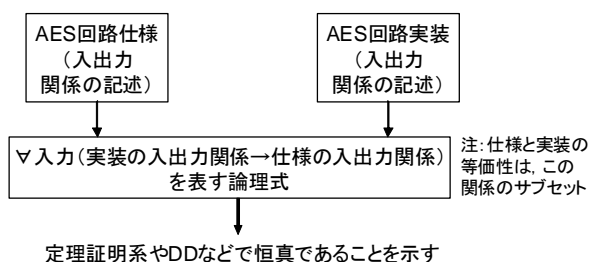 AES回路仕様
(入出力
関係の記述)
AES回路実装
(入出力
関係の記述)
∀入力(実装の入出力関係→仕様の入出力関係)
を表す論理式
注:仕様と実装の
等価性は, この
関係のサブセット
定理証明系やDDなどで恒真であることを示す